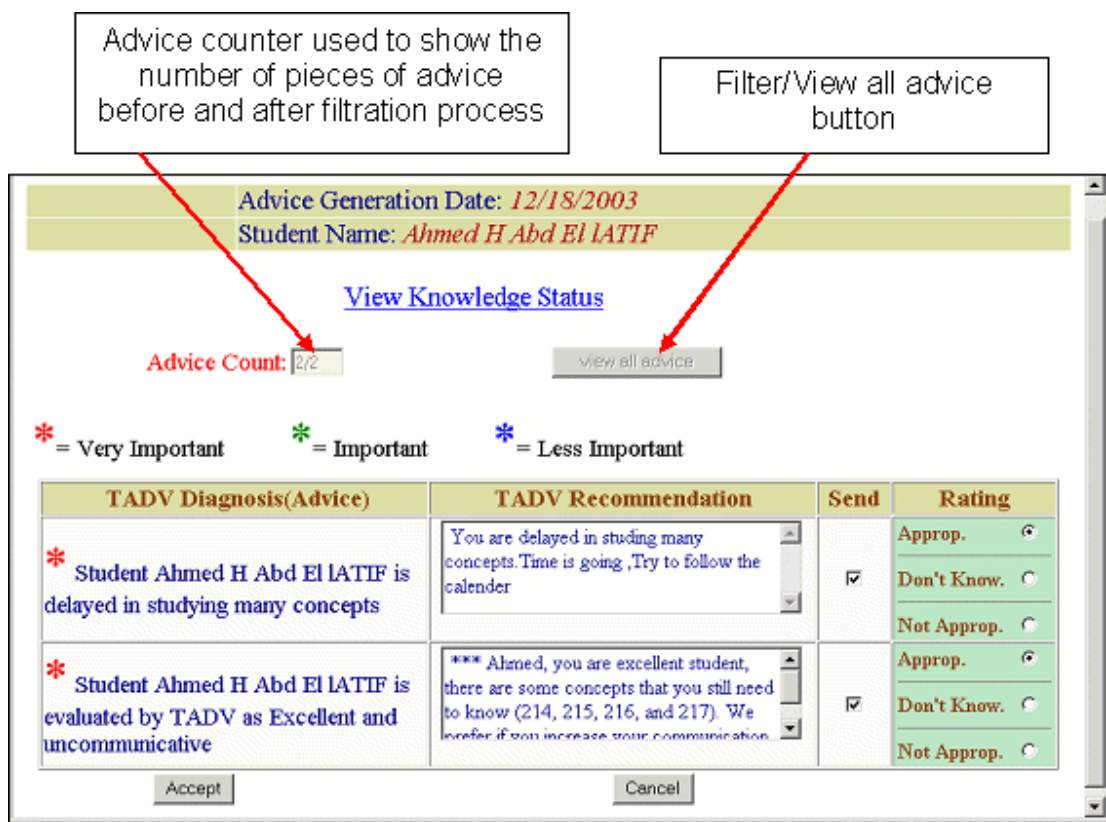 Advice counter used to show the
number of pieces of advice
before and after filtration process
Filter/View all advice
button
Advice Generation Date: 12/18/2003
Student Name: Ahmed H Abd El lATIF
View Knowledge Status
Advice Count: 2/2
view all advice
* = Very Important * = Important * = Less Important
TADV Diagnosis(Advice) TADV Recommendation Send Rating
* Student Ahmed H Abd El lATIF is
delayed in studying many concepts
You are delayed in studing many
concepts.Time is going ,Try to follow the
calender
Approp.
Don't Know.
Not Approp.
* Student Ahmed H Abd El lATIF is
evaluated by TADV as Excellent and
uncommunicative
*** Ahmed, you are excellent student,
there are some concepts that you still need
to know (214, 215, 216, and 217). We
prefer if you increase your communication
Approp.
Don't Know.
Not Approp.
Accept Cancel